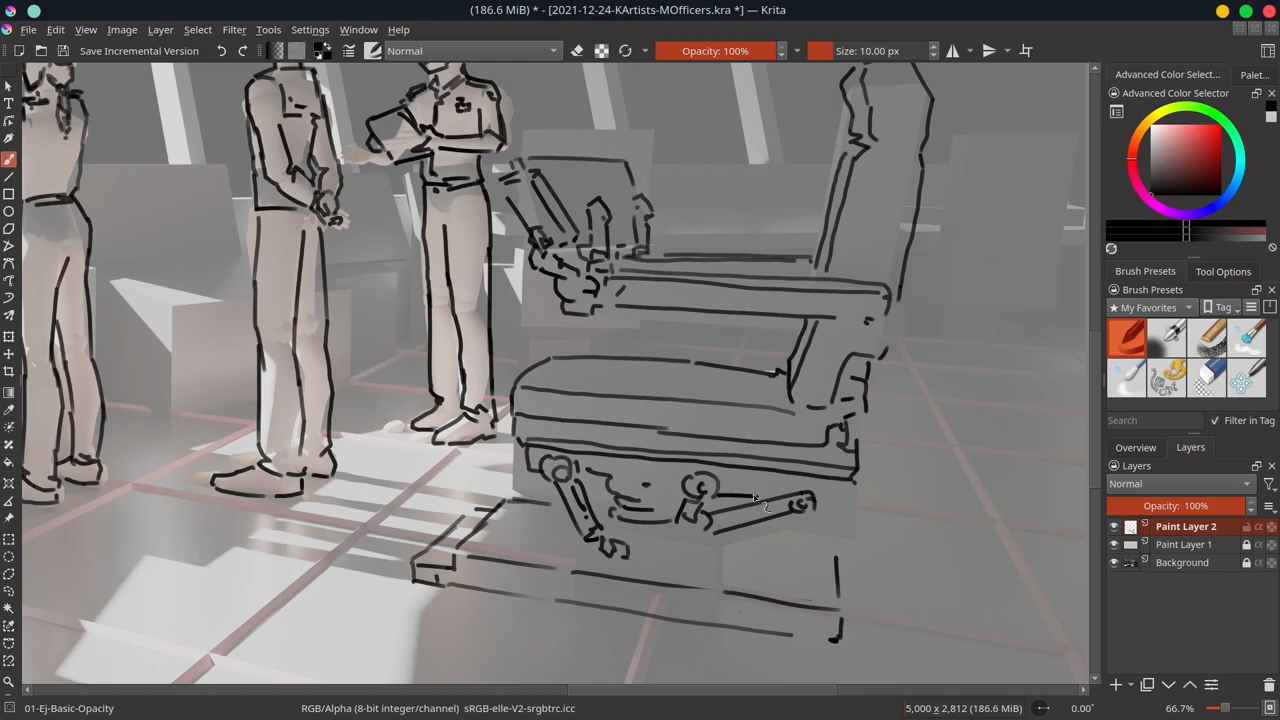 (186.6 MiB) * - [2021-12-24-KArtists-MOfficers.kra *] — Krita
File Edit View Image Layer Select Filter Tools Settings Window Help
Save Incremental Version Normal Opacity: 100% Size: 10.00 px
Advanced Color Select... Palet...
Advanced Color Selector
Brush Presets Tool Options
Brush Presets
★ My Favorites Tag
Search Filter in Tag
Overview Layers
Layers
Normal
Opacity: 100%
Paint Layer 2
Paint Layer 1
Background
01-Ej-Basic-Opacity RGB/Alpha (8-bit integer/channel) sRGB-elle-V2-srgbtrc.icc 5,000 x 2,812 (186.6 MiB) 0.00° 66.7%